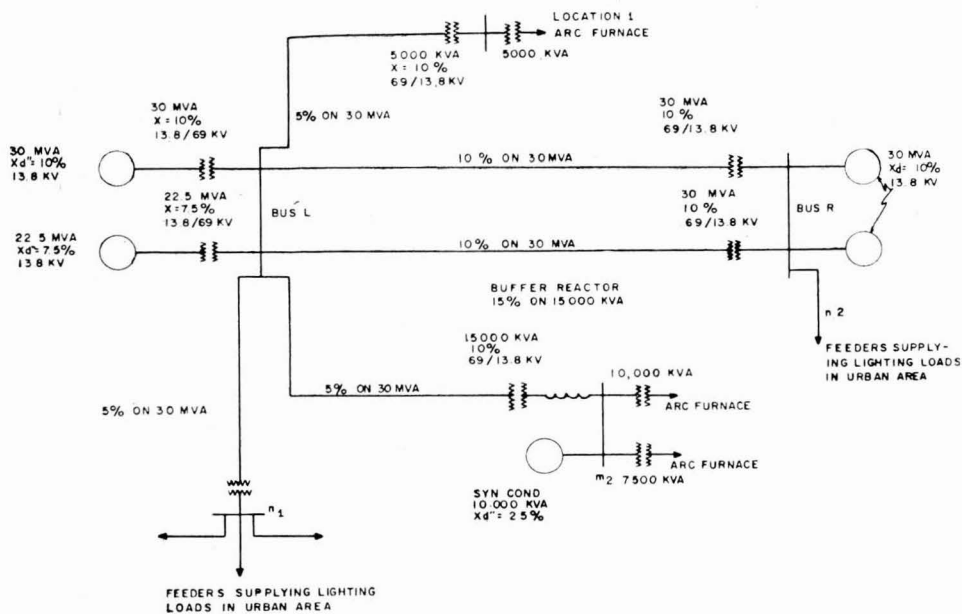 LOCATION 1
ARC FURNACE
5000 KVA
X = 10%
69/13.8 KV
5000 KVA
5% ON 30MVA
30 MVA
X = 10%
13.8/69 KV
30 MVA
10%
69/13.8 KV
30 MVA
Xd"= 10%
13.8 KV
10% ON 30MVA
30 MVA
Xd= 10%
13.8 KV
22.5 MVA
X=7.5%
13.8/69 KV
BUS L
30 MVA
10%
69/13.8 KV
BUS R
22.5 MVA
Xd"=7.5%
13.8 KV
10% ON 30 MVA
BUFFER REACTOR
15% ON 15000 KVA
n 2
FEEDERS SUPPLY-
ING LIGHTING LOADS
IN URBAN AREA
15000 KVA
10%
69/13.8 KV
10,000 KVA
5% ON 30 MVA
ARC FURNACE
5% ON 30 MVA
ARC FURNACE
m2 7500 KVA
SYN COND
10.000 KVA
Xd"= 25%
n1
FEEDERS SUPPLYING LIGHTING
LOADS IN URBAN AREA